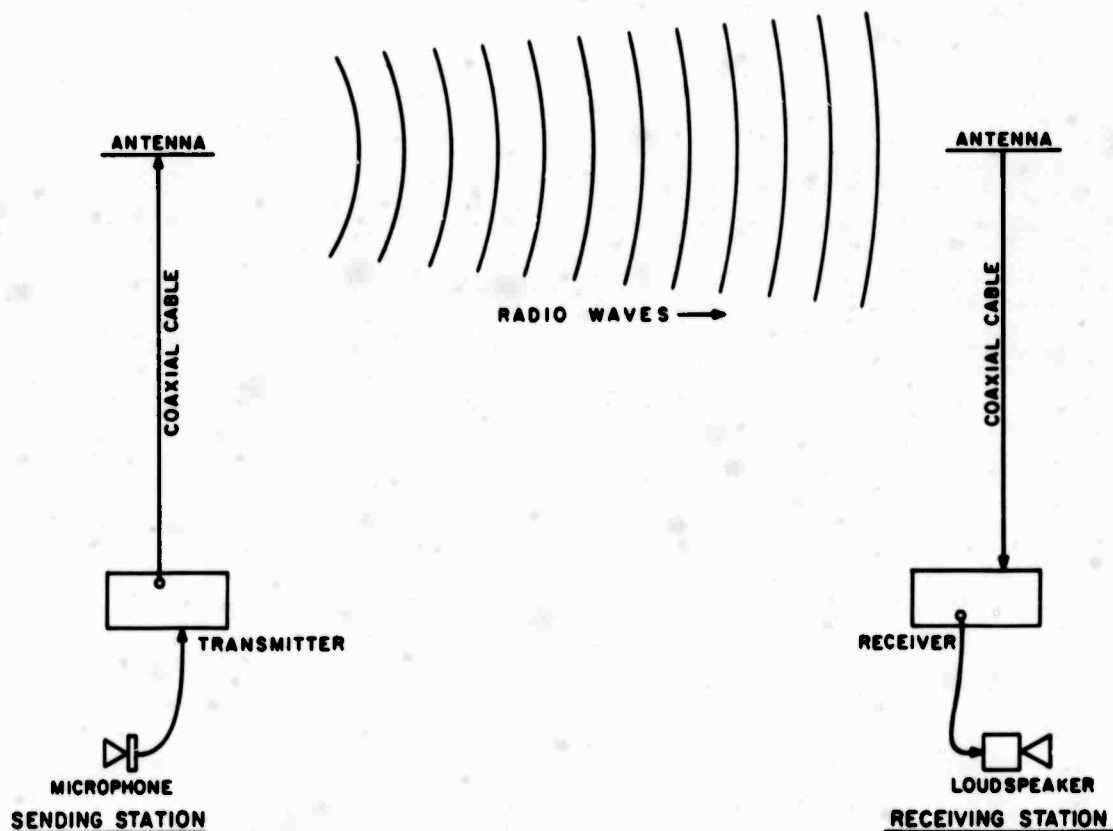 ANTENNA
ANTENNA
COAXIAL CABLE
COAXIAL CABLE
RADIO WAVES
TRANSMITTER
RECEIVER
MICROPHONE
LOUDSPEAKER
SENDING STATION
RECEIVING STATION